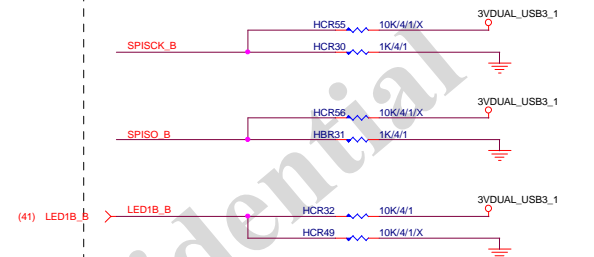 3VDUAL_USB3_1
HCR55 10K/4/1/X
SPISCK_B HCR30 1K/4/1
3VDUAL_USB3_1
HCR56 10K/4/1/X
SPISO_B HBR31 1K/4/1
3VDUAL_USB3_1
(41) LED1B_B LED1B_B HCR32 10K/4/1
HCR49 10K/4/1/X
fidential